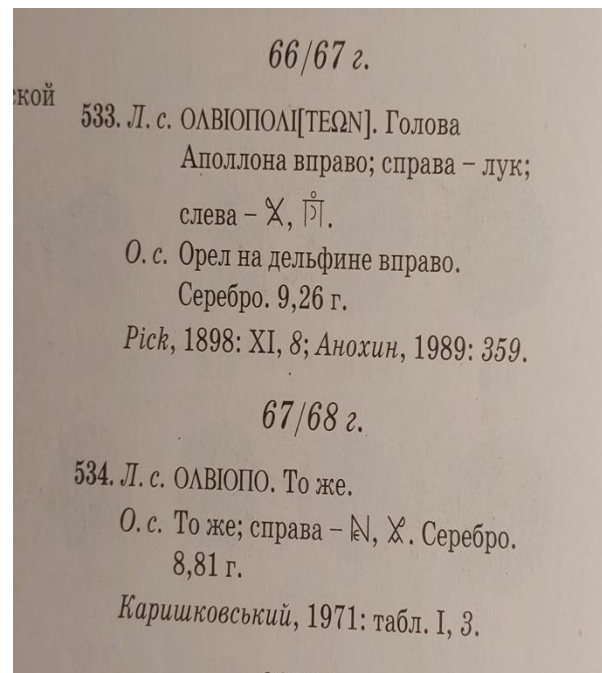 66/67 г.
ской
533. Л. с. ΟΛΒΙΟΠΟΛΙ[ΤΕΩΝ]. Голова
Аполлона вправо; справа – лук;
слева –
О. с. Орел на дельфине вправо.
Серебро. 9,26 г.
Pick, 1898: XI, 8; Анохин, 1989: 359.
67/68 г.
534. Л. с. ΟΛΒΙΟΠΟ. То же.
О. с. То же; справа – Серебро.
8,81 г.
Каришковський, 1971: табл. I, 3.